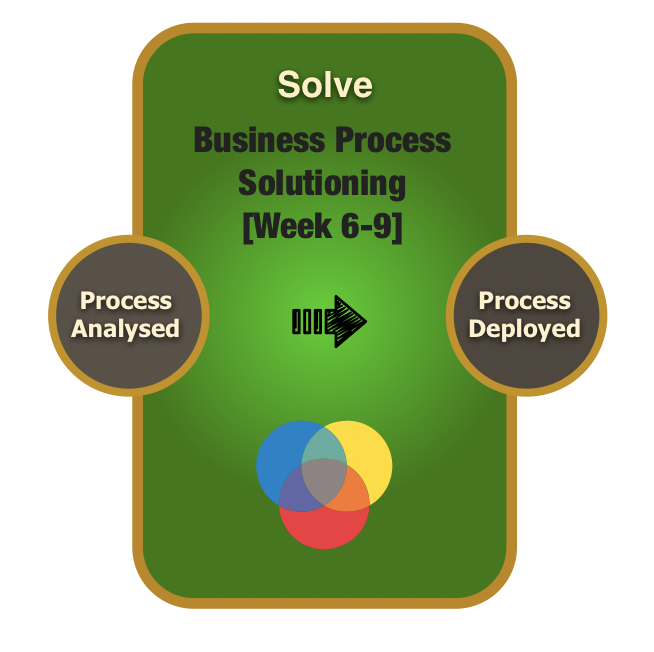 Solve
Business Process
Solutioning
[Week 6-9]
Process
Analysed
Process
Deployed